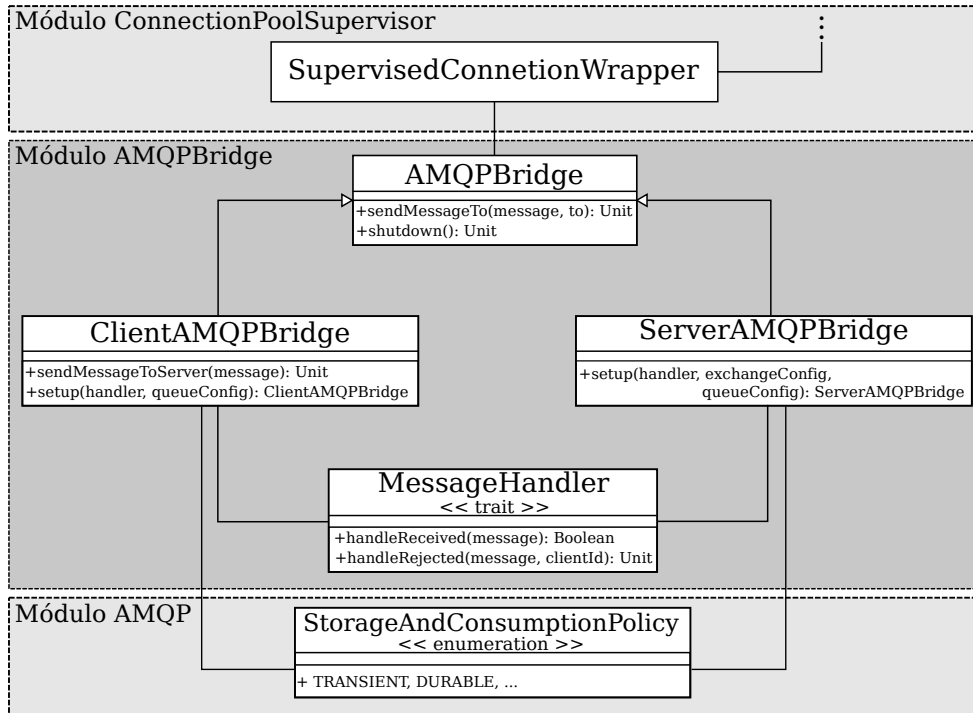 Módulo ConnectionPoolSupervisor
SupervisedConnetionWrapper
Módulo AMQPBridge
AMQPBridge
+sendMessageTo(message, to): Unit
+shutdown(): Unit
ClientAMQPBridge
+sendMessageToServer(message): Unit
+setup(handler, queueConfig): ClientAMQPBridge
ServerAMQPBridge
+setup(handler, exchangeConfig,
queueConfig): ServerAMQPBridge
MessageHandler
<< trait >>
+handleReceived(message): Boolean
+handleRejected(message, clientId): Unit
Módulo AMQP
StorageAndConsumptionPolicy
<< enumeration >>
+ TRANSIENT, DURABLE, ...